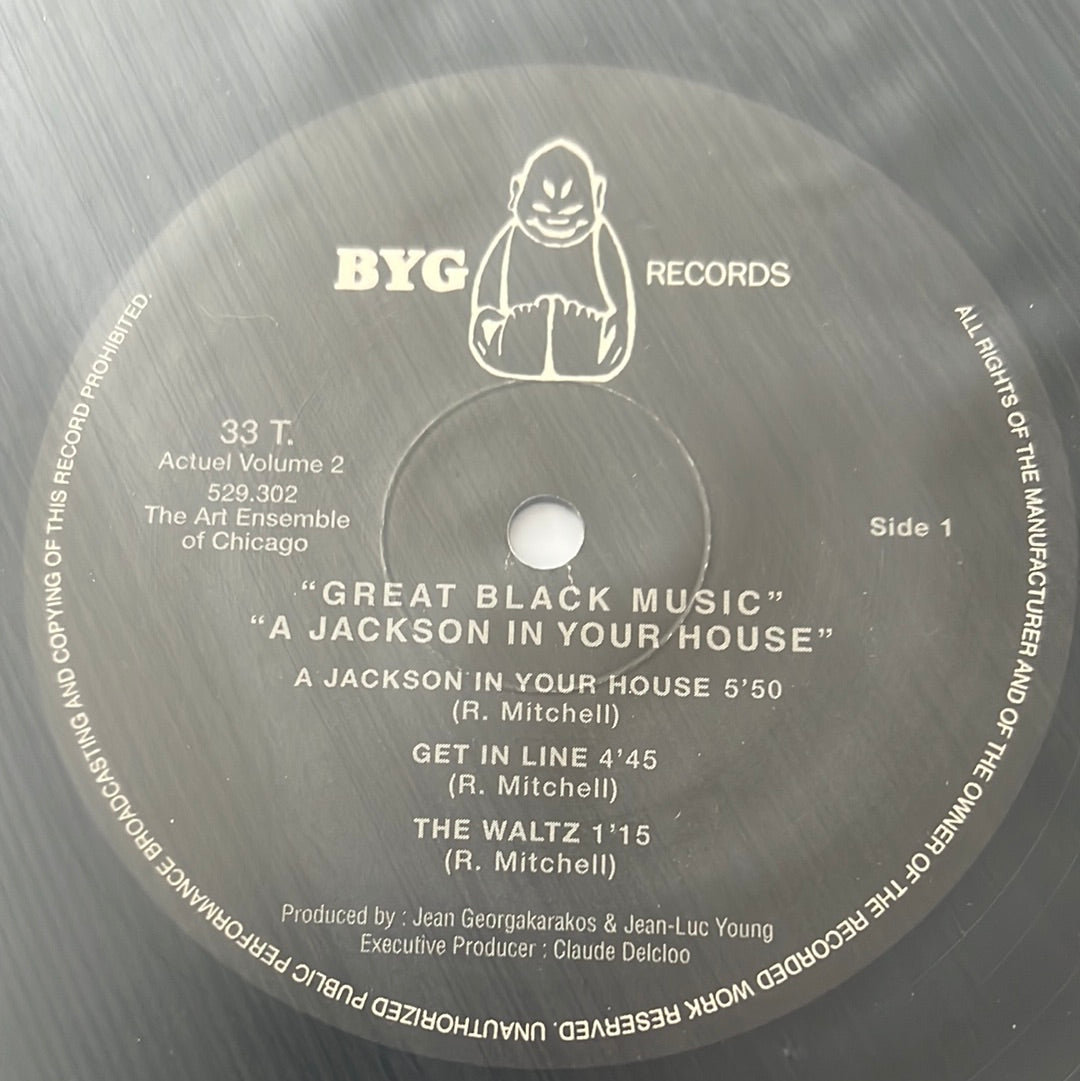 BYG RECORDS
33 T.
Actuel Volume 2
529.302
The Art Ensemble
of Chicago
Side 1
“GREAT BLACK MUSIC”
“A JACKSON IN YOUR HOUSE”
A JACKSON IN YOUR HOUSE 5’50
(R. Mitchell)
GET IN LINE 4’45
(R. Mitchell)
THE WALTZ 1’15
(R. Mitchell)
Produced by : Jean Georgakarakos & Jean-Luc Young
Executive Producer : Claude Delcloo
ALL RIGHTS OF THE MANUFACTURER AND OF THE OWNER OF THE RECORDED WORK RESERVED. UNAUTHORIZED PUBLIC PERFORMANCE BROADCASTING AND COPYING OF THIS RECORD PROHIBITED.